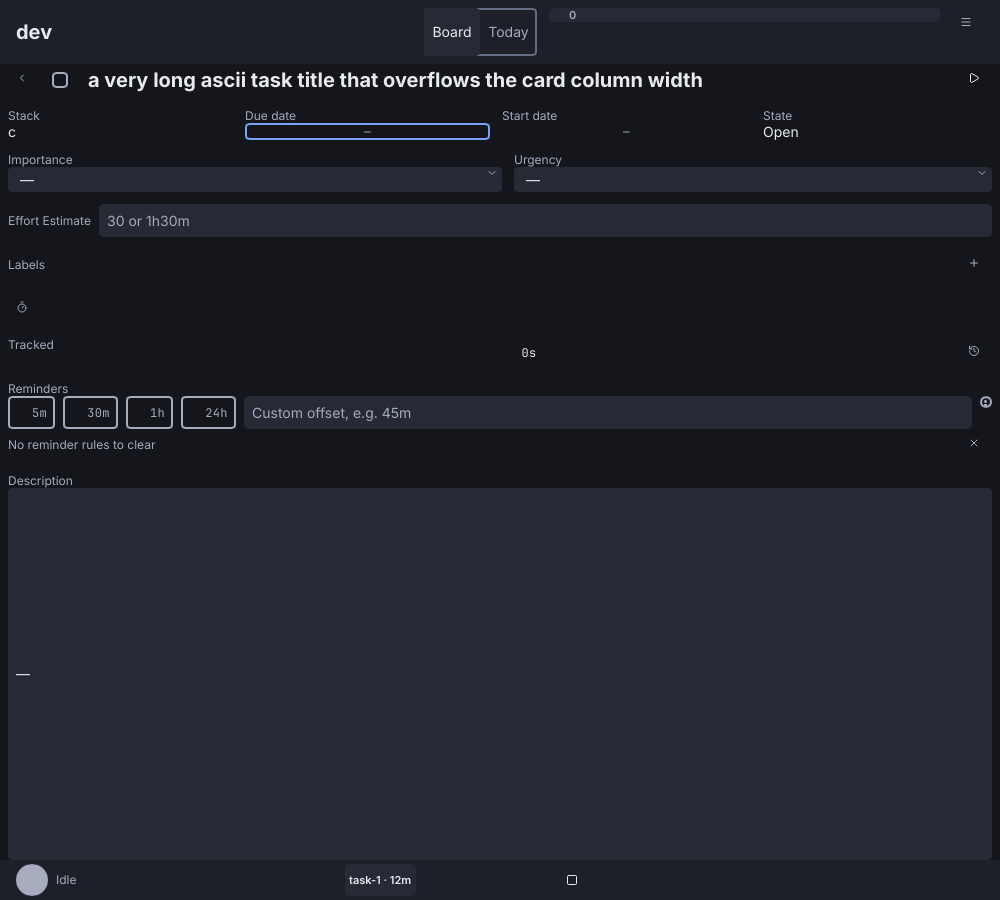 dev
Board Today
0
a very long ascii task title that overflows the card column width
Stack Due date Start date State
c – – Open
Importance Urgency
— —
Effort Estimate 30 or 1h30m
Labels
Tracked
0s
Reminders
5m 30m 1h 24h Custom offset, e.g. 45m
No reminder rules to clear
Description
—
Idle task-1 · 12m